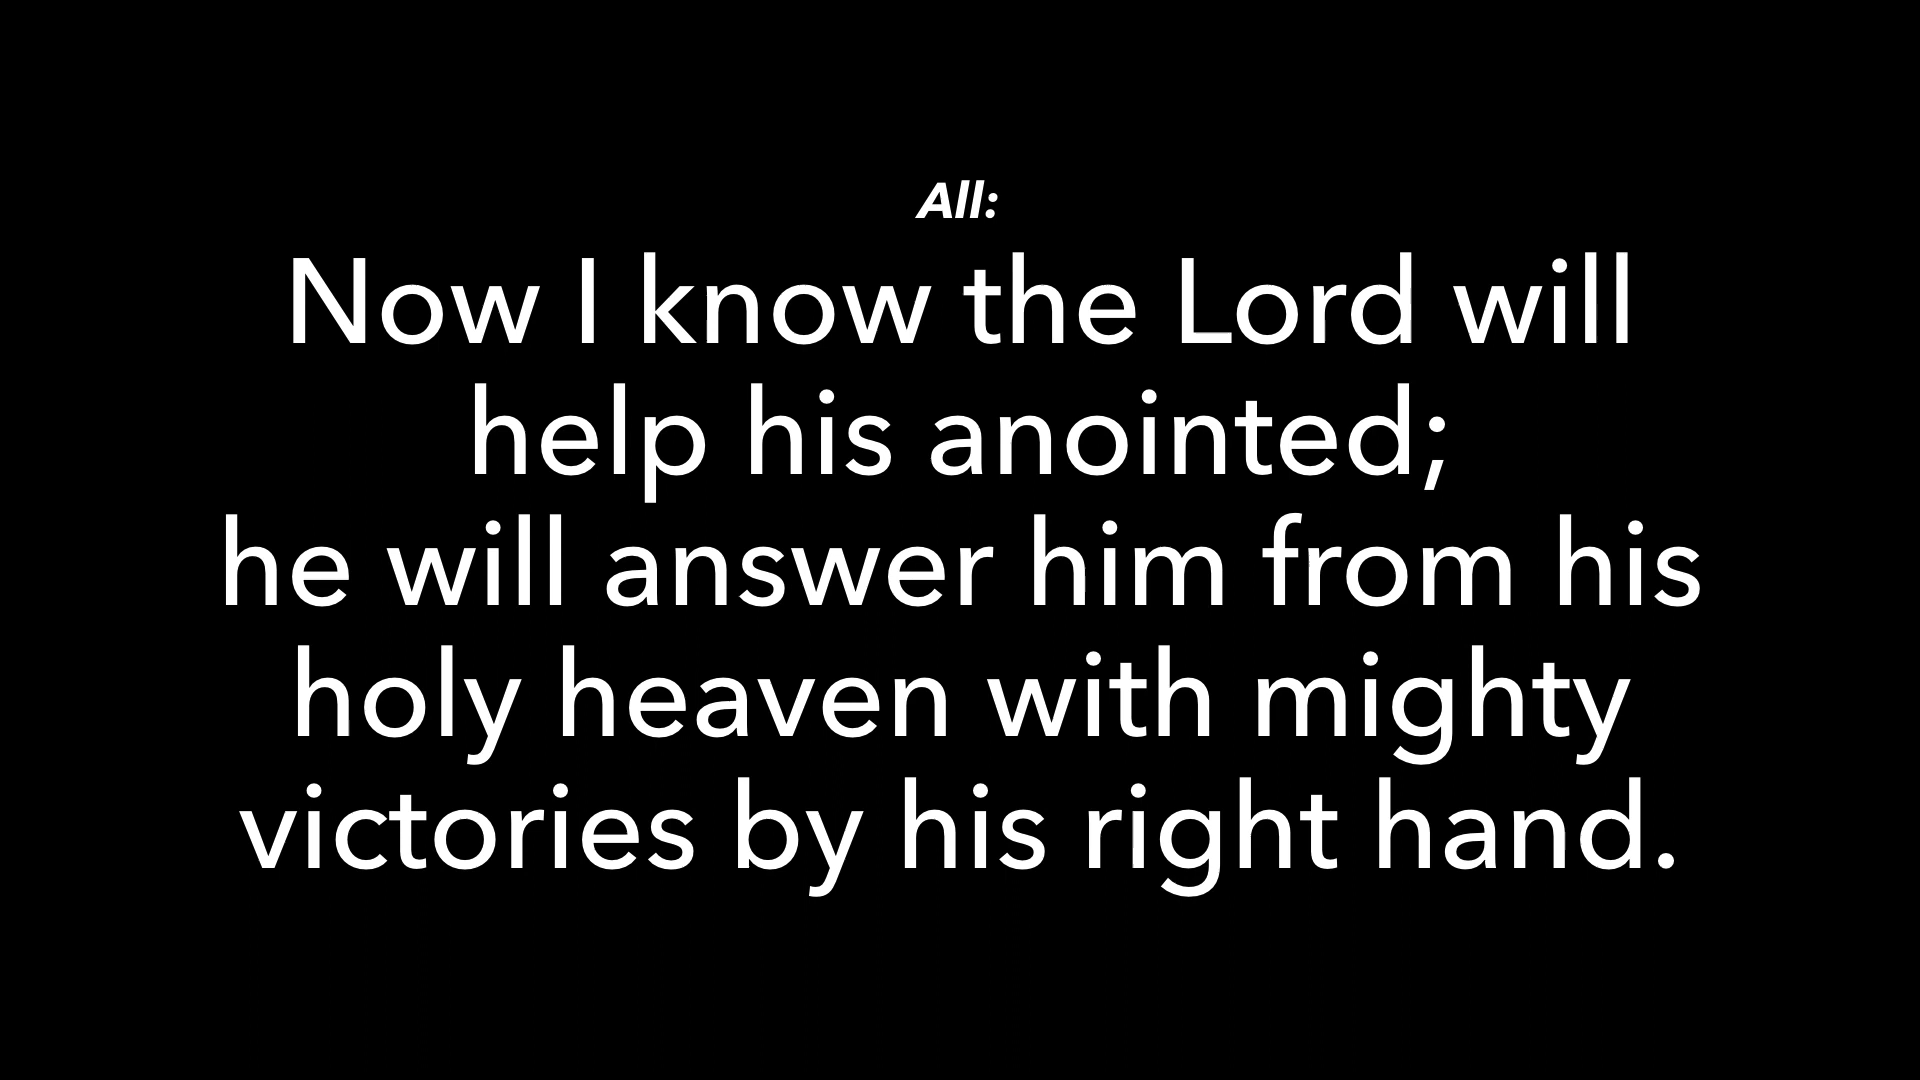 All:
Now I know the Lord will
help his anointed;
he will answer him from his
holy heaven with mighty
victories by his right hand.